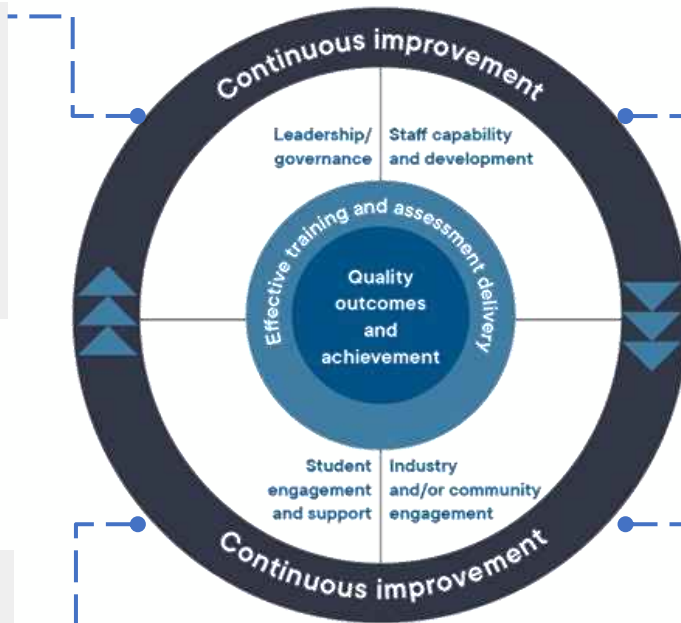 Continuous improvement
Leadership/
governance
Staff capability
and development
Effective training and assessment delivery
Quality
outcomes
and
achievement
Student
engagement
and support
Industry
and/or community
engagement
Continuous improvement